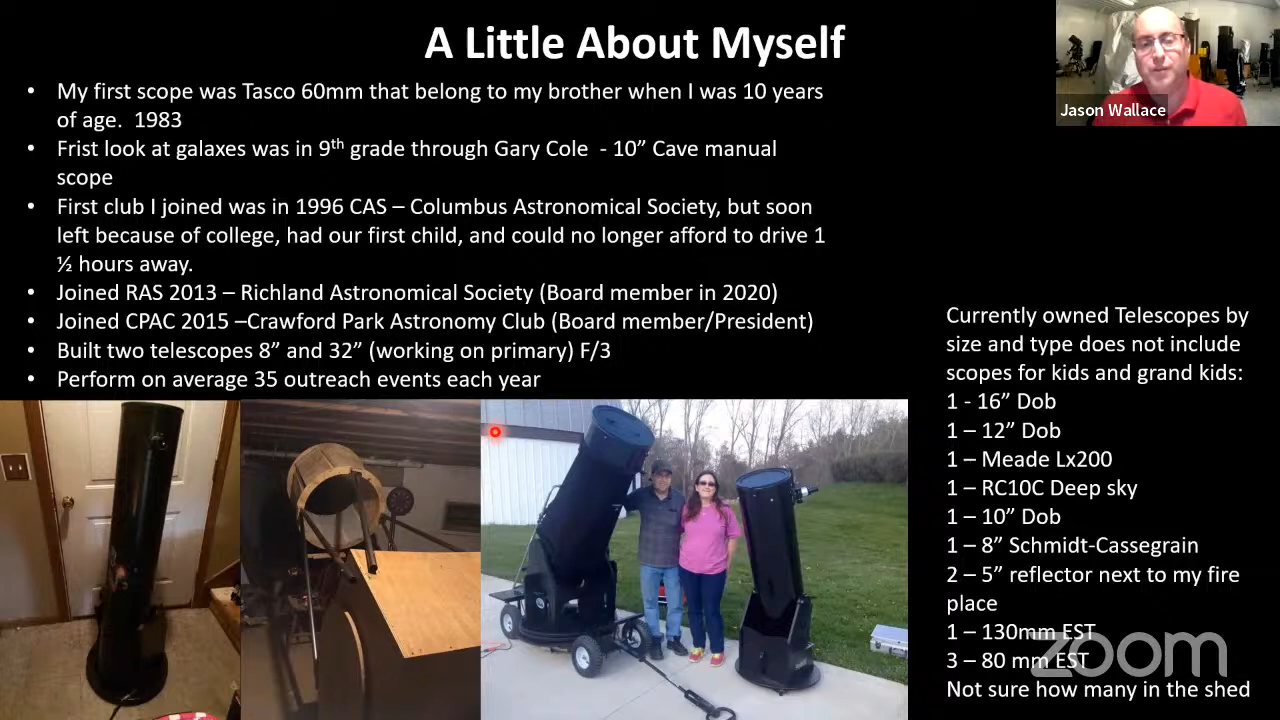 A Little About Myself
Jason Wallace
• My first scope was Tasco 60mm that belong to my brother when I was 10 years
of age. 1983
• Frist look at galaxes was in 9th grade through Gary Cole - 10” Cave manual
scope
• First club I joined was in 1996 CAS – Columbus Astronomical Society, but soon
left because of college, had our first child, and could no longer afford to drive 1
½ hours away.
• Joined RAS 2013 – Richland Astronomical Society (Board member in 2020)
• Joined CPAC 2015 –Crawford Park Astronomy Club (Board member/President)
• Built two telescopes 8” and 32” (working on primary) F/3
• Perform on average 35 outreach events each year
Currently owned Telescopes by
size and type does not include
scopes for kids and grand kids:
1 - 16” Dob
1 – 12” Dob
1 – Meade Lx200
1 – RC10C Deep sky
1 – 10” Dob
1 – 8” Schmidt-Cassegrain
2 – 5” reflector next to my fire
place
1 – 130mm EST
3 – 80 mm EST
Not sure how many in the shed
zoom